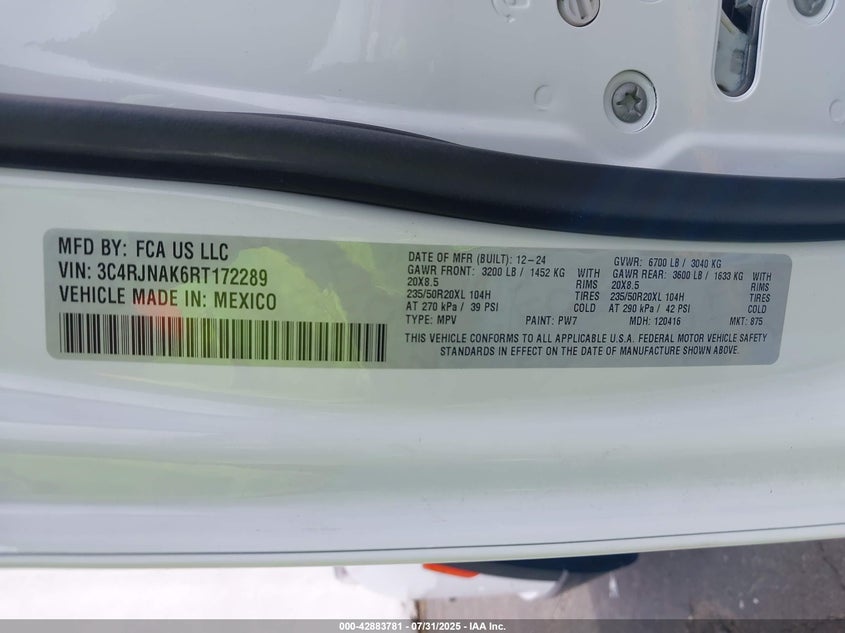 MFD BY: FCA US LLC
VIN: 3C4RJNAK6RT172289
VEHICLE MADE IN: MEXICO
DATE OF MFR (BUILT): 12-24 GVWR: 6700 LB / 3040 KG
GAWR FRONT: 3200 LB / 1452 KG WITH GAWR REAR: 3600 LB / 1633 KG WITH
20X8.5 RIMS 20X8.5 RIMS
235/50R20XL 104H TIRES 235/50R20XL 104H TIRES
AT 270 kPa / 39 PSI COLD AT 290 kPa / 42 PSI COLD
TYPE: MPV PAINT: PW7 MDH: 120416 MKT: 875
THIS VEHICLE CONFORMS TO ALL APPLICABLE U.S.A. FEDERAL MOTOR VEHICLE SAFETY
STANDARDS IN EFFECT ON THE DATE OF MANUFACTURE SHOWN ABOVE.
000-42883781 - 07/31/2025 - IAA Inc.